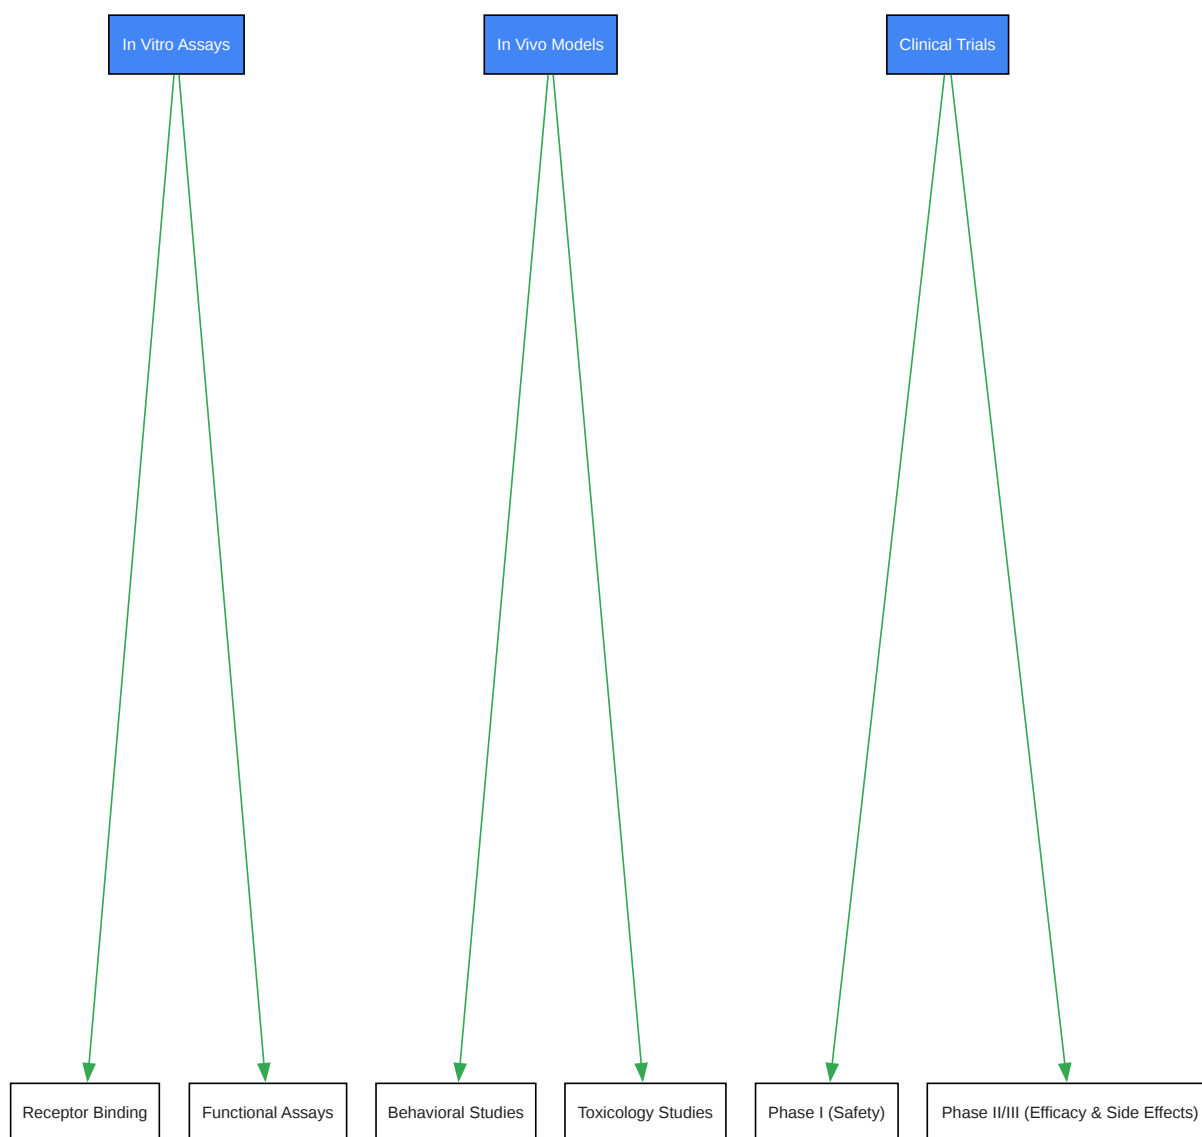 In Vitro Assays
In Vivo Models
Clinical Trials
Receptor Binding
Functional Assays
Behavioral Studies
Toxicology Studies
Phase I (Safety)
Phase II/III (Efficacy & Side Effects)